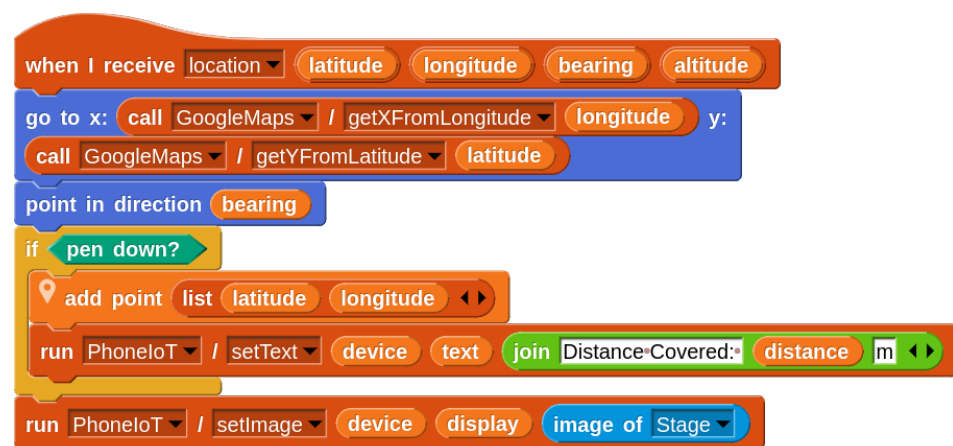 when I receive location latitude longitude bearing altitude
go to x: call GoogleMaps / getXFromLongitude longitude y:
call GoogleMaps / getYFromLatitude latitude
point in direction bearing
if pen down?
add point list latitude longitude
run PhoneIoT / setText device text join Distance Covered: distance m
run PhoneIoT / setImage device display image of Stage